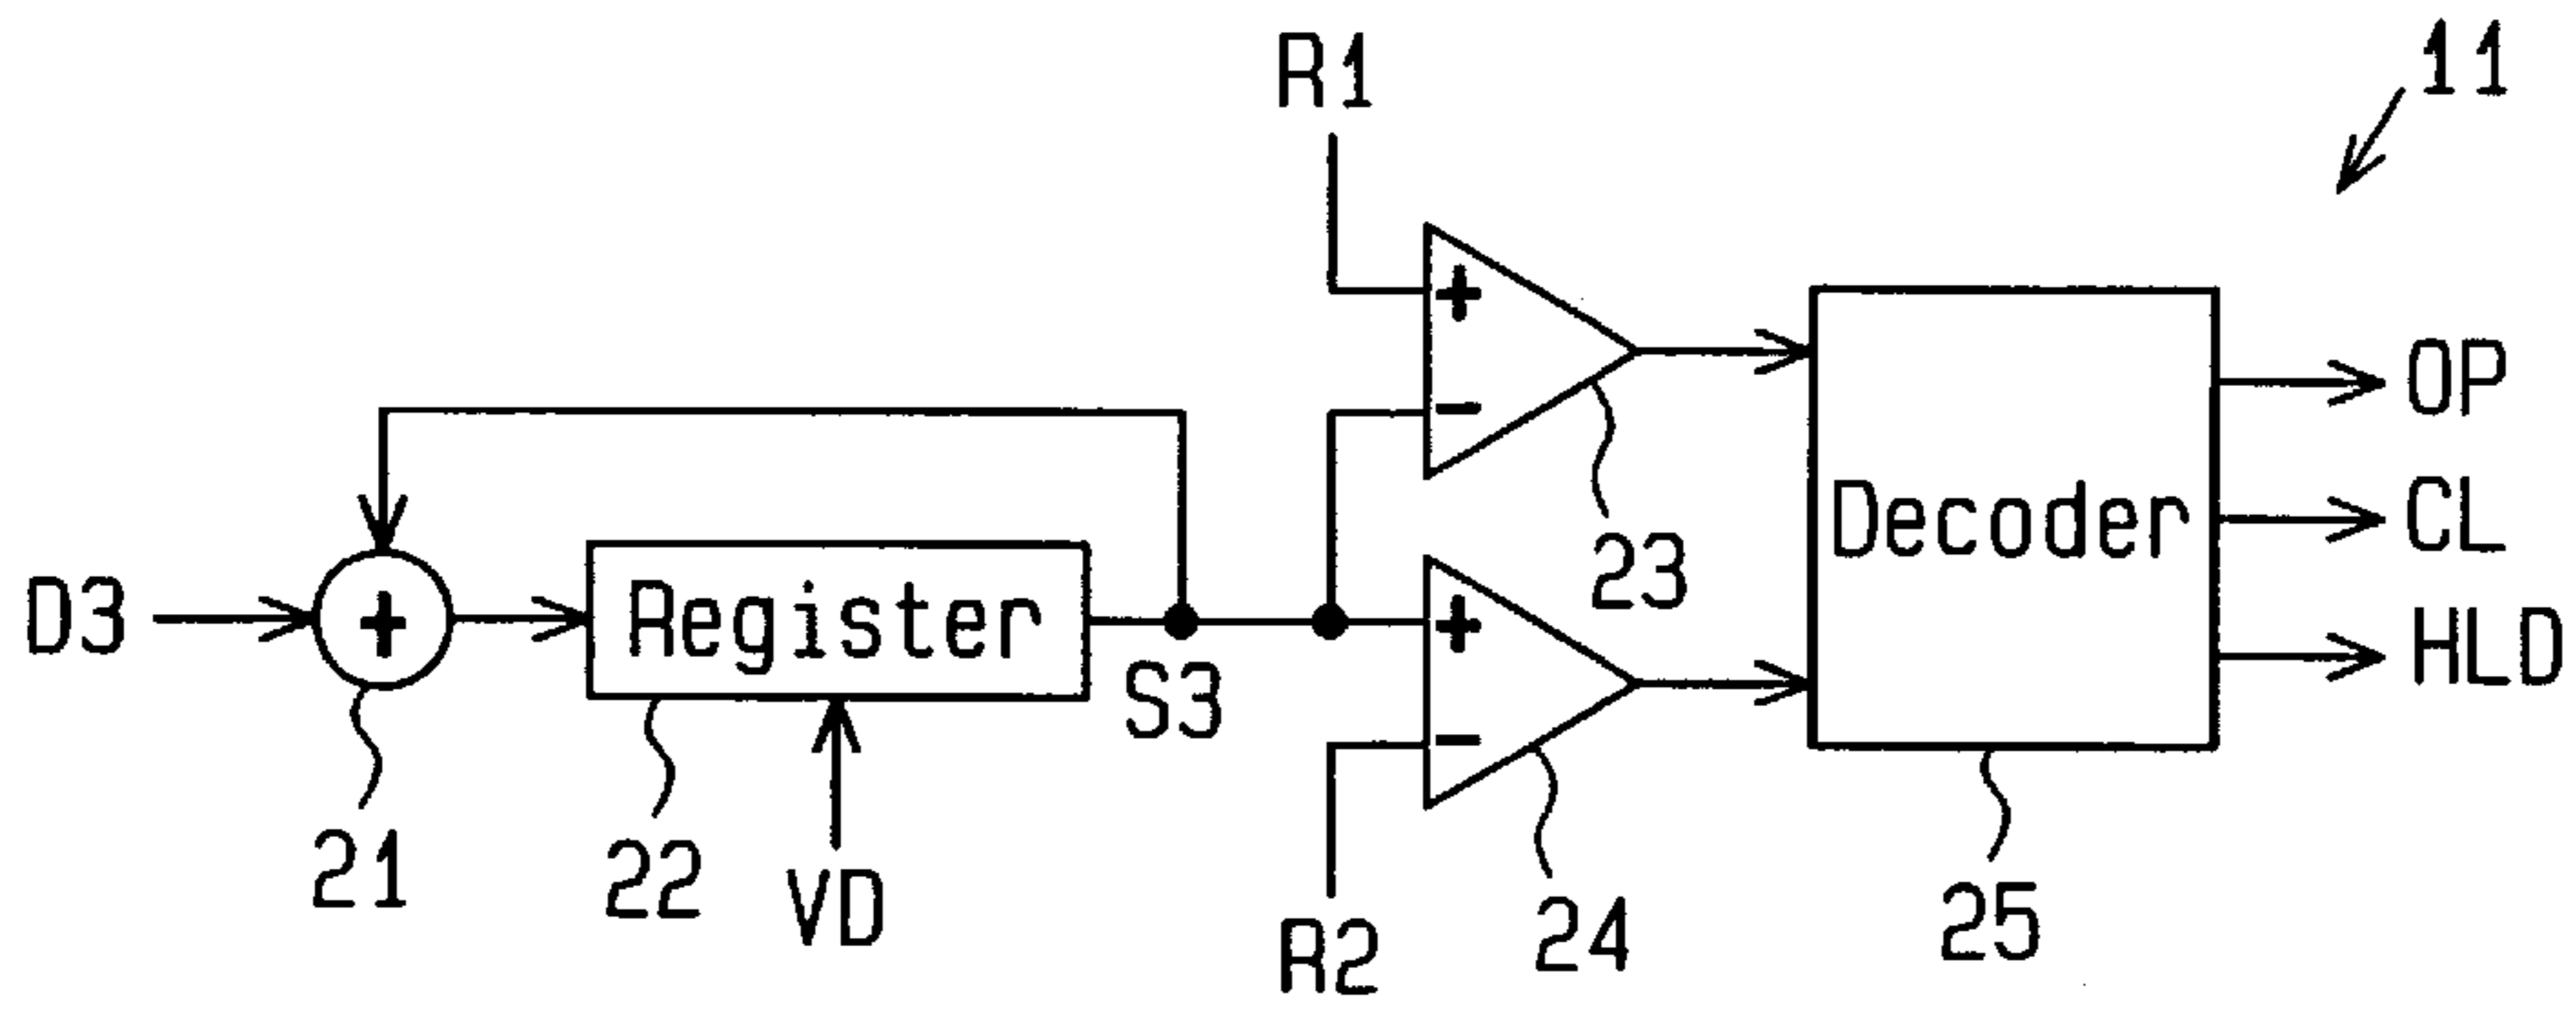 R1
11
+
-
23
OP
CL
HLD
Decoder
D3
+
Register
S3
+
-
21
22
VD
R2
24
25